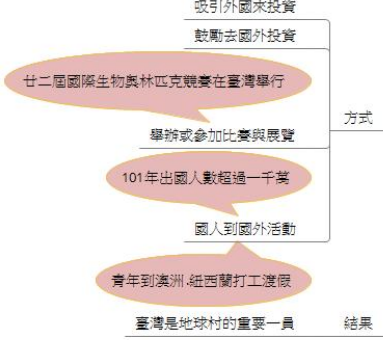 吸引外國來投資
鼓勵去國外投資
廿二屆國際生物奧林匹克競賽在臺灣舉行
方式
舉辦或參加比賽與展覽
101年出國人數超過一千萬
國人到國外活動
青年到澳洲.紐西蘭打工渡假
臺灣是地球村的重要一員
結果